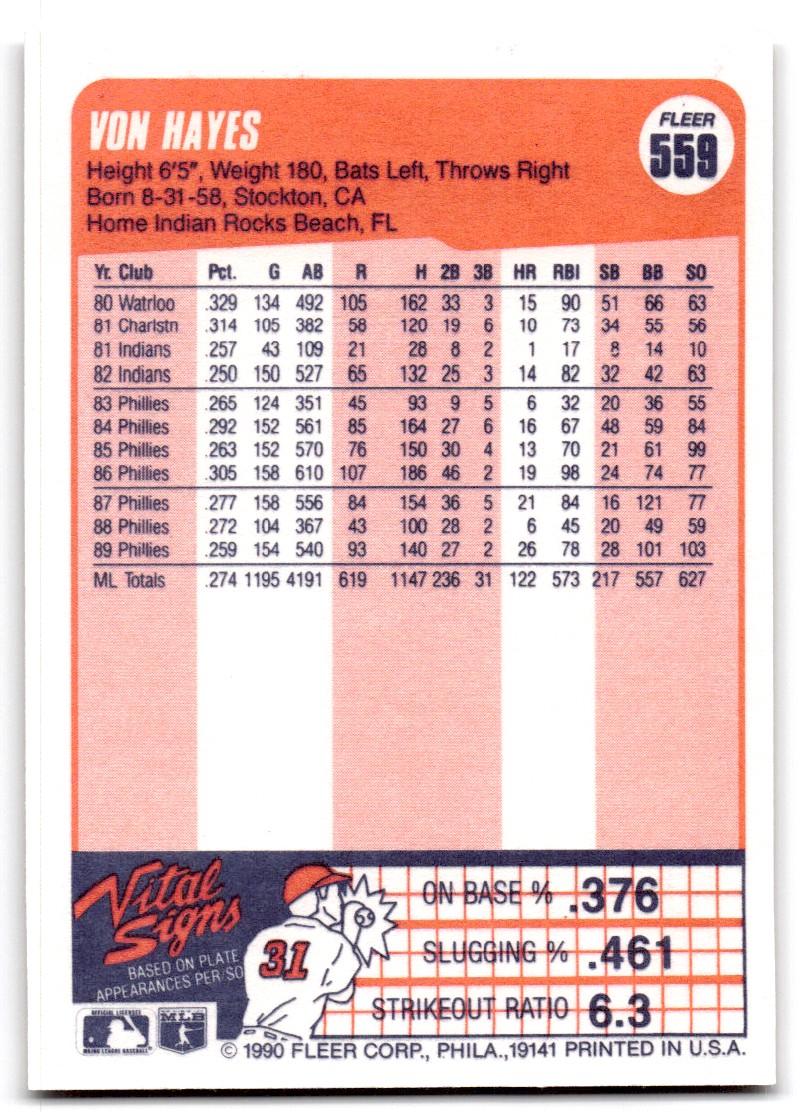 VON HAYES
FLEER
559
Height 6'5", Weight 180, Bats Left, Throws Right
Born 8-31-58, Stockton, CA
Home Indian Rocks Beach, FL
Yr. Club Pct. G AB R H 2B 3B HR RBI SB BB SO
80 Watrloo .329 134 492 105 162 33 3 15 90 51 66 63
81 Charlstn .314 105 382 58 120 19 6 10 73 34 55 56
81 Indians .257 43 109 21 28 8 2 1 17 8 14 10
82 Indians .250 150 527 65 132 25 3 14 82 32 42 63
83 Phillies .265 124 351 45 93 9 5 6 32 20 36 55
84 Phillies .292 152 561 85 164 27 6 16 67 48 59 84
85 Phillies .263 152 570 76 150 30 4 13 70 21 61 99
86 Phillies .305 158 610 107 186 46 2 19 98 24 74 77
87 Phillies .277 158 556 84 154 36 5 21 84 16 121 77
88 Phillies .272 104 367 43 100 28 2 6 45 20 49 59
89 Phillies .259 154 540 93 140 27 2 26 78 28 101 103
ML Totals .274 1195 4191 619 1147 236 31 122 573 217 557 627
Vital
Signs
BASED ON PLATE
APPEARANCES PER/SO
31
ON BASE % .376
SLUGGING % .461
STRIKEOUT RATIO 6.3
OFFICIAL LICENSEE
MAJOR LEAGUE BASEBALL
MLB
© 1990 FLEER CORP., PHILA.,19141 PRINTED IN U.S.A.